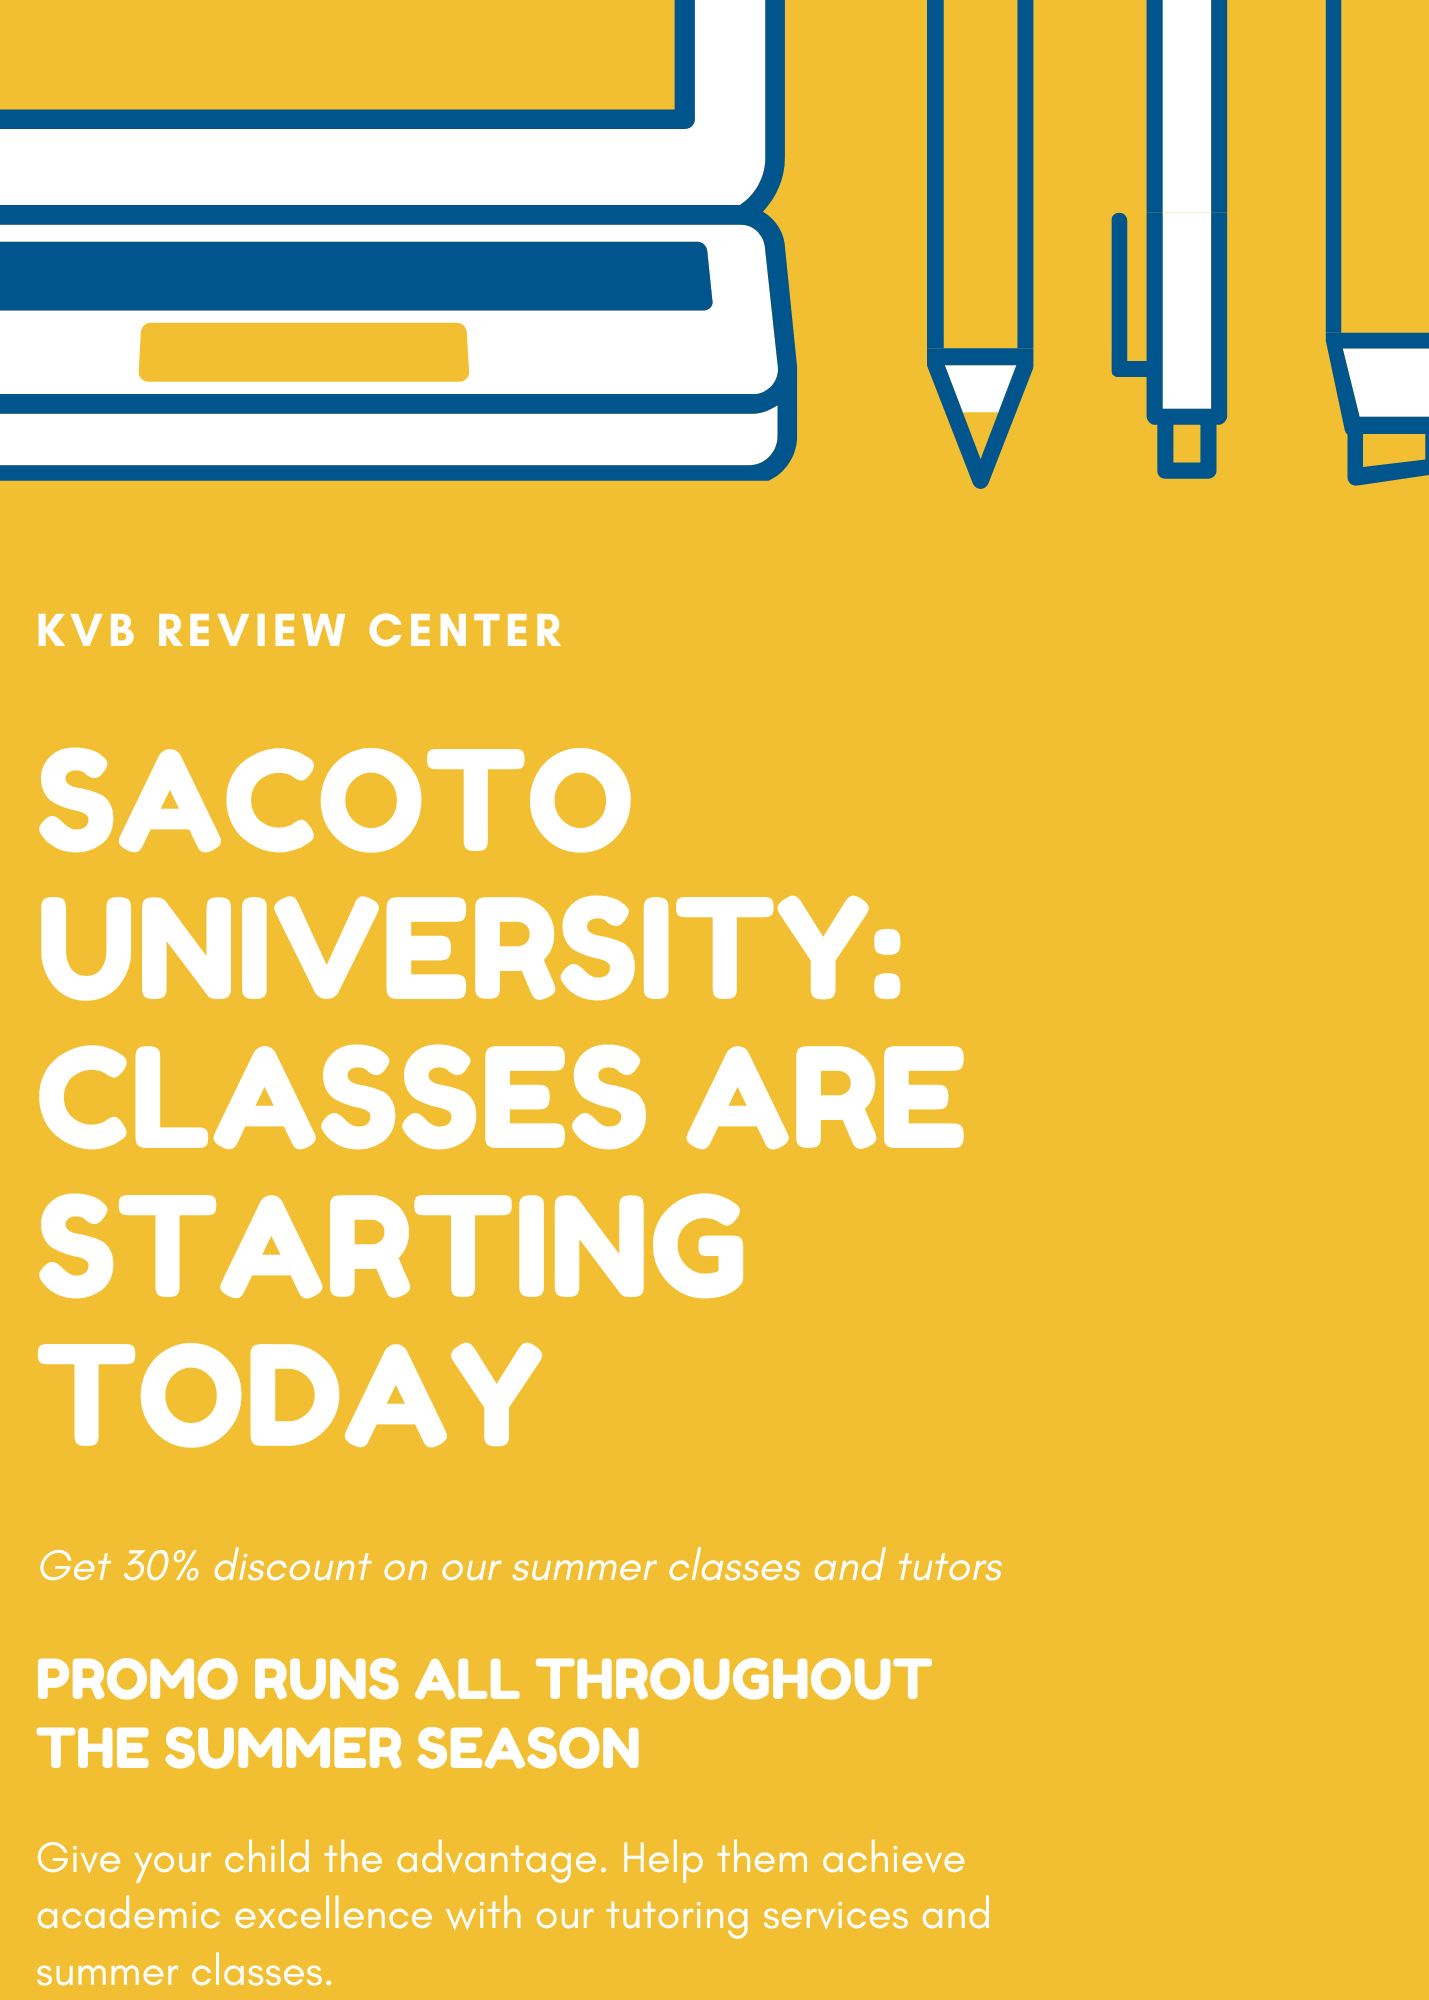 KVB REVIEW CENTER
SACOTO
UNIVERSITY:
CLASSES ARE
STARTING
TODAY
Get 30% discount on our summer classes and tutors
PROMO RUNS ALL THROUGHOUT
THE SUMMER SEASON
Give your child the advantage. Help them achieve
academic excellence with our tutoring services and
summer classes.